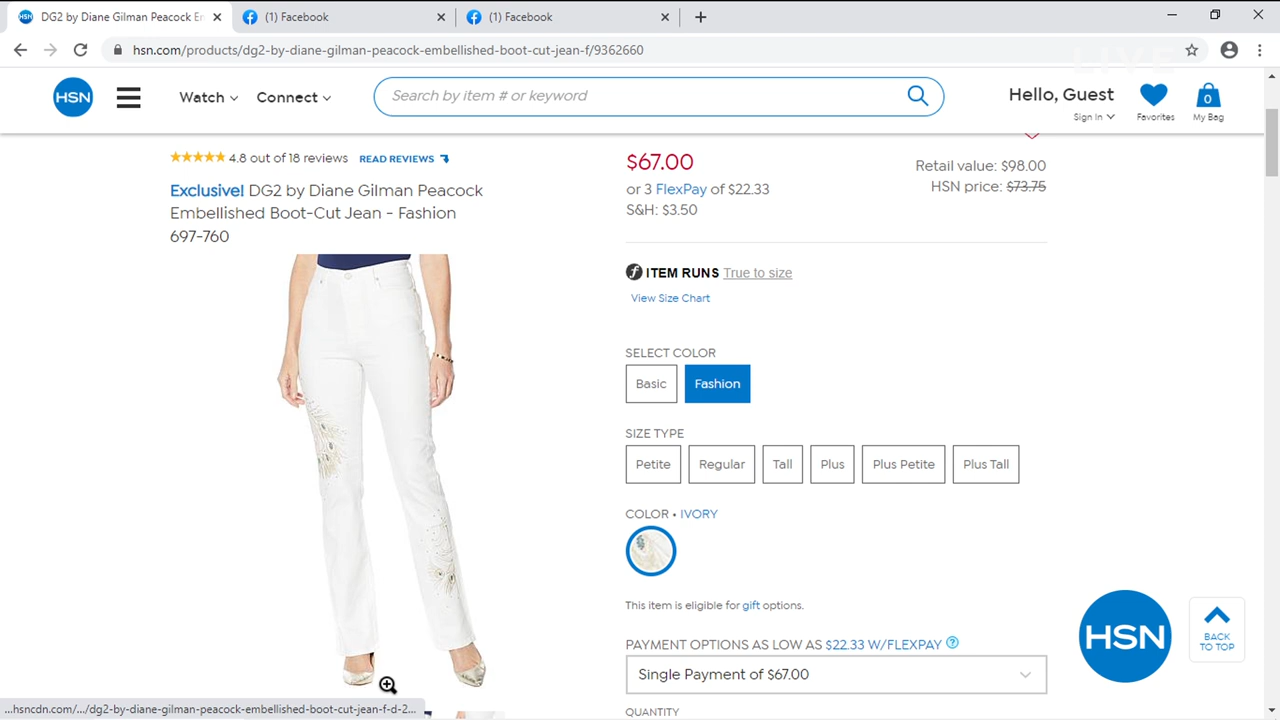 DG2 by Diane Gilman Peacock En
(1) Facebook
(1) Facebook
hsn.com/products/dg2-by-diane-gilman-peacock-embellished-boot-cut-jean-f/9362660
LIVE
HSN
Watch
Connect
Search by item # or keyword
Hello, Guest
Sign In
Favorites
0
My Bag
4.8 out of 18 reviews READ REVIEWS
Exclusive! DG2 by Diane Gilman Peacock
Embellished Boot-Cut Jean - Fashion
697-760
$67.00
or 3 FlexPay of $22.33
S&H: $3.50
Retail value: $98.00
HSN price: $73.75
f ITEM RUNS True to size
View Size Chart
SELECT COLOR
Basic
Fashion
SIZE TYPE
Petite
Regular
Tall
Plus
Plus Petite
Plus Tall
COLOR • IVORY
This item is eligible for gift options.
PAYMENT OPTIONS AS LOW AS $22.33 W/FLEXPAY ?
Single Payment of $67.00
QUANTITY
HSN
BACK
TO TOP
...hsncdn.com/.../dg2-by-diane-gilman-peacock-embellished-boot-cut-jean-f-d-2...